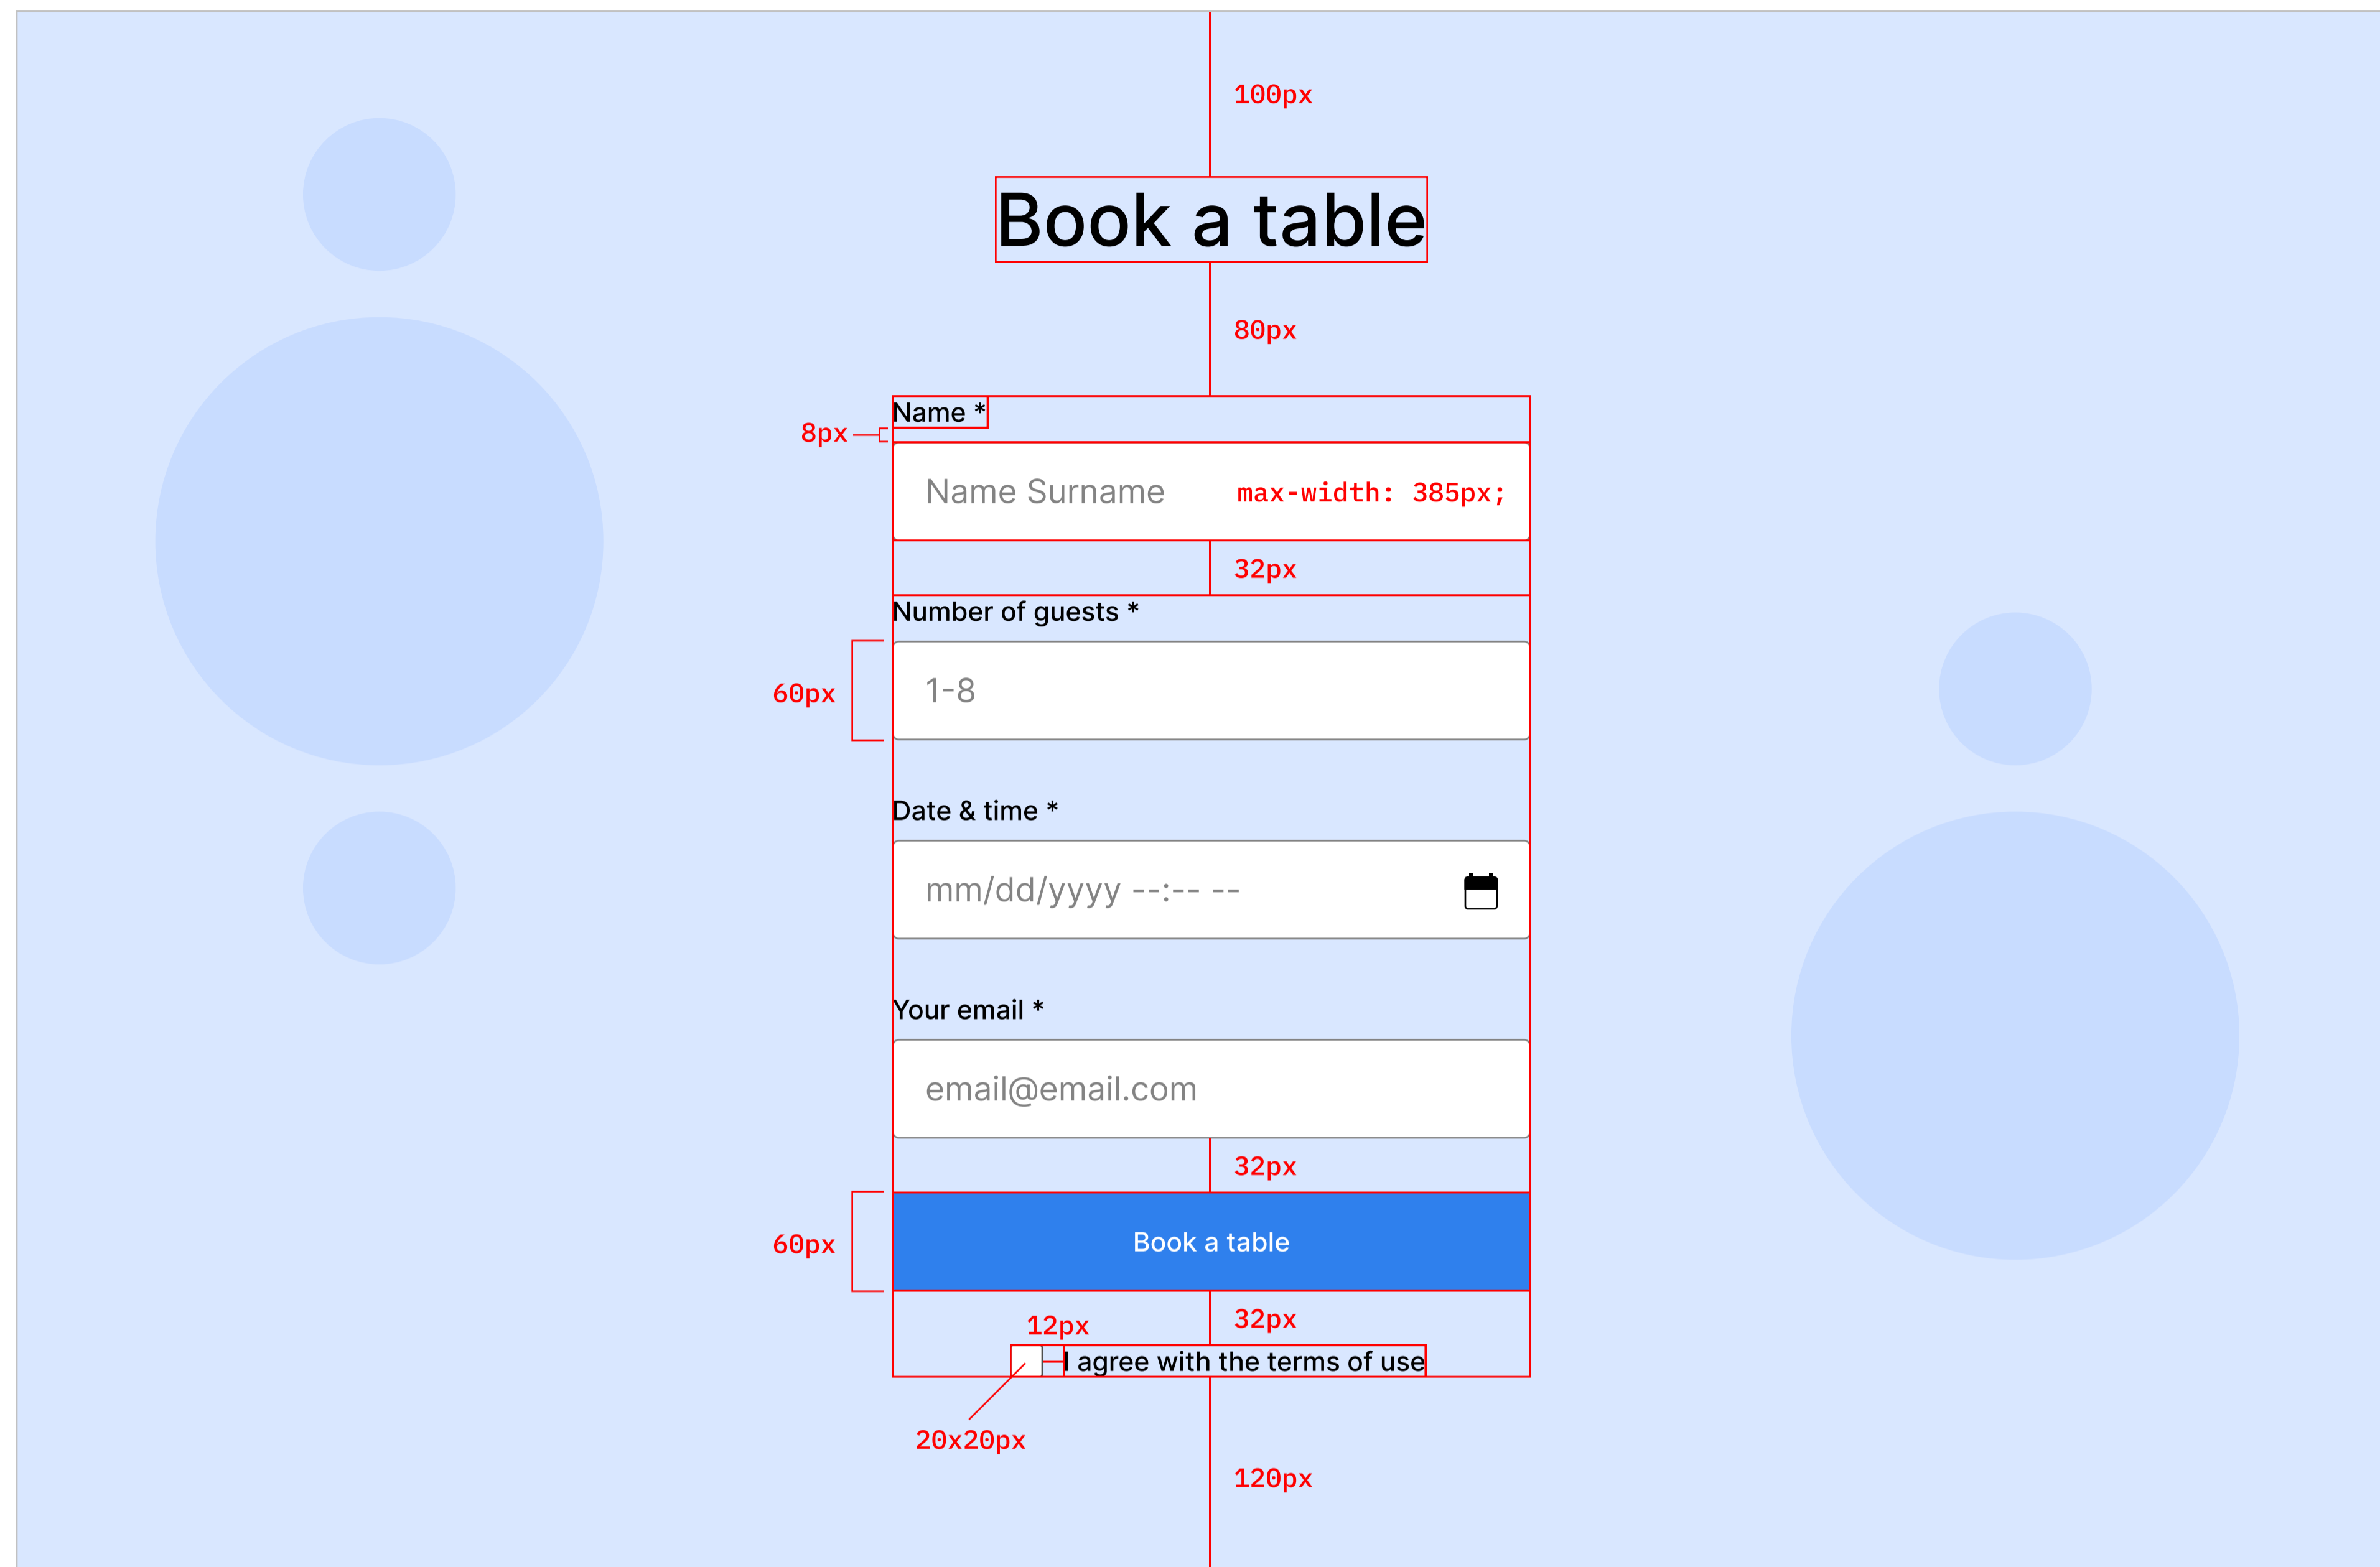 100px
Book a table
80px
Name *
8px
Name Surname max-width: 385px;
32px
Number of guests *
60px
1-8
Date & time *
mm/dd/yyyy --:-- --
Your email *
email@email.com
32px
60px
Book a table
12px
32px
I agree with the terms of use
20x20px
120px